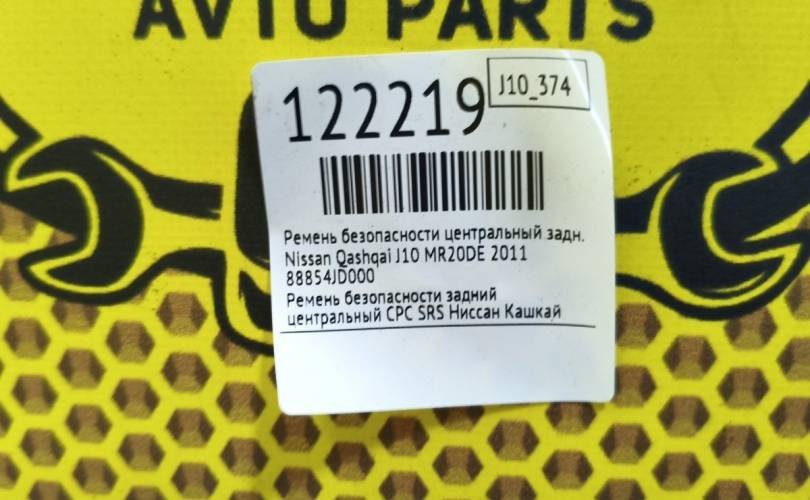 AVTO PARTS
122219
J10_374
Ремень безопасности центральный задн.
Nissan Qashqai J10 MR20DE 2011
88854JD000
Ремень безопасности задний
центральный СРС SRS Ниссан Кашкай